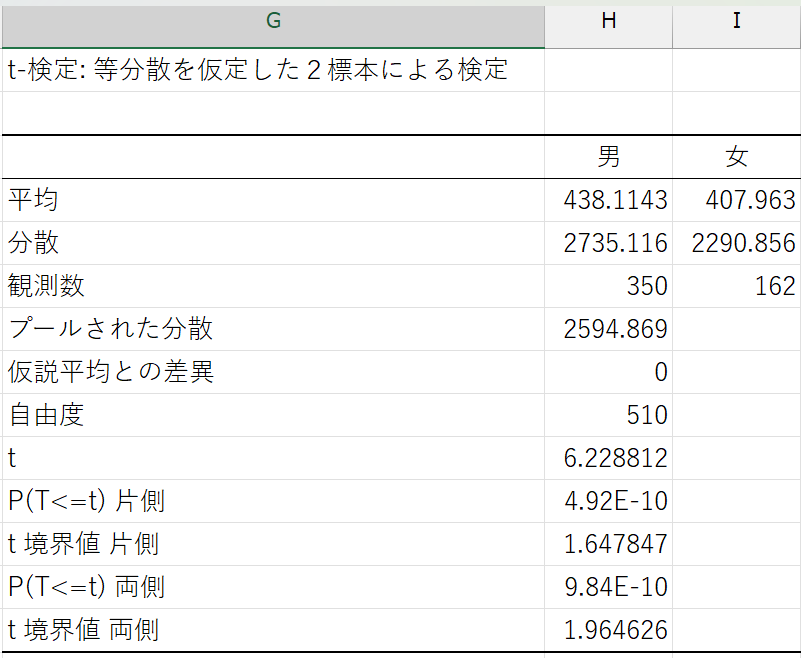 G H I
t-検定: 等分散を仮定した２標本による検定
男 女
平均 438.1143 407.963
分散 2735.116 2290.856
観測数 350 162
プールされた分散 2594.869
仮説平均との差異 0
自由度 510
t 6.228812
P(T<=t) 片側 4.92E-10
t 境界値 片側 1.647847
P(T<=t) 両側 9.84E-10
t 境界値 両側 1.964626